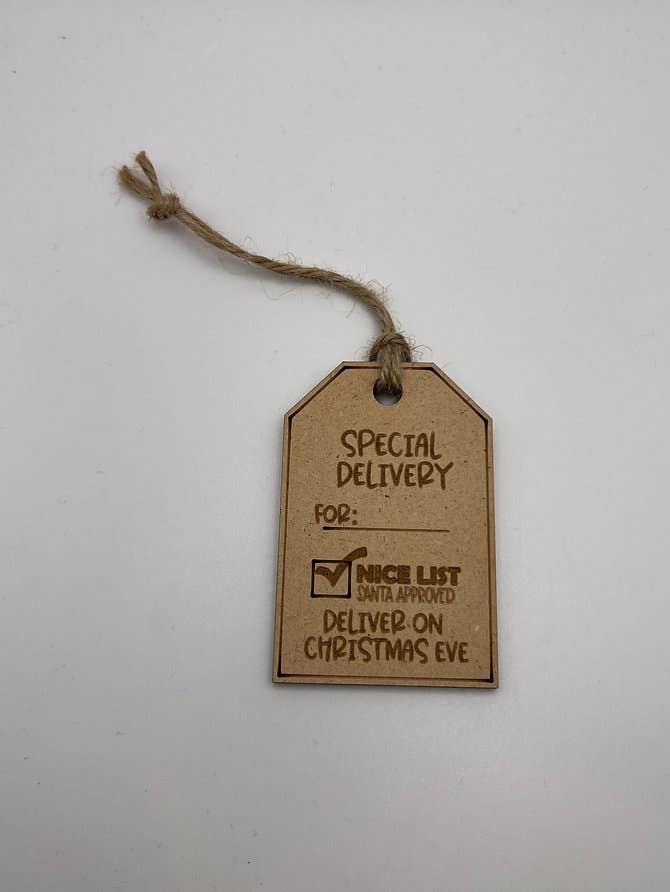 SPECIAL
DELIVERY
FOR:
NICE LIST
SANTA APPROVED
DELIVER ON
CHRISTMAS EVE